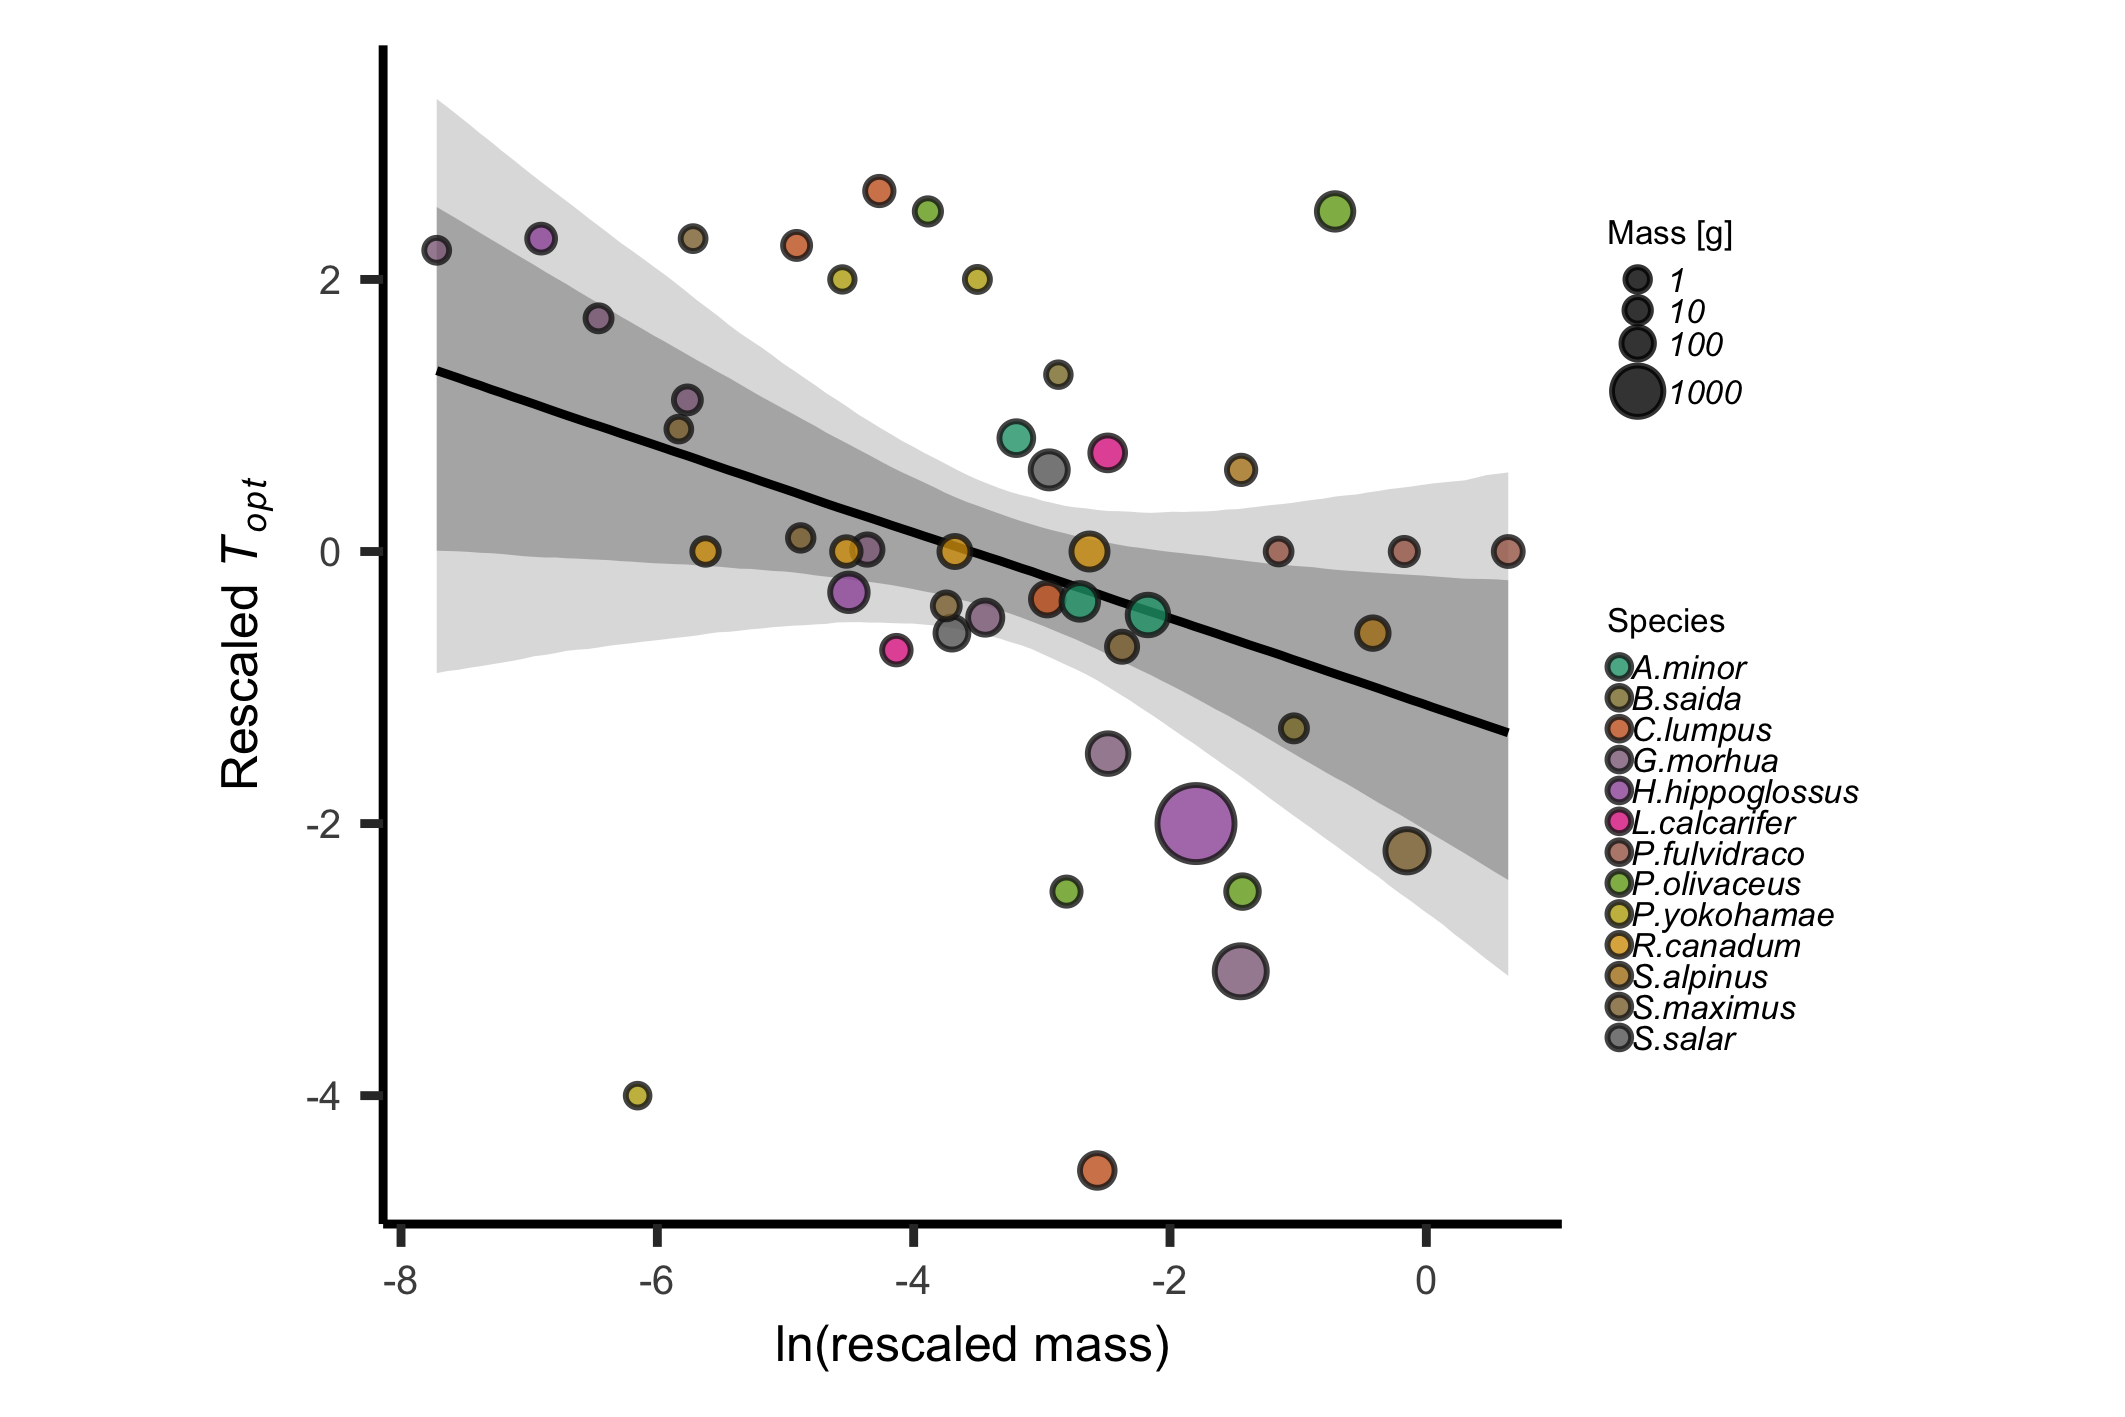 Rescaled Topt
2
0
-2
-4
-8
-6
-4
-2
0
ln(rescaled mass)
Mass [g]
1
10
100
1000
Species
A.minor
B.saida
C.lumpus
G.morhua
H.hippoglossus
L.calcarifer
P.fulvidraco
P.olivaceus
P.yokohamae
R.canadum
S.alpinus
S.maximus
S.salar